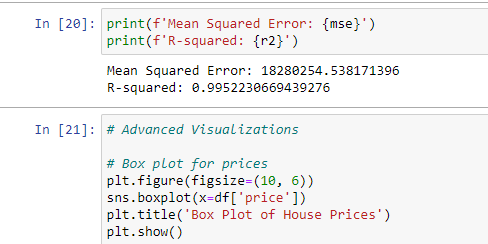 In [20]: print(f'Mean Squared Error: {mse}')
print(f'R-squared: {r2}')
Mean Squared Error: 18280254.538171396
R-squared: 0.9952230669439276
In [21]: # Advanced Visualizations
# Box plot for prices
plt.figure(figsize=(10, 6))
sns.boxplot(x=df['price'])
plt.title('Box Plot of House Prices')
plt.show()